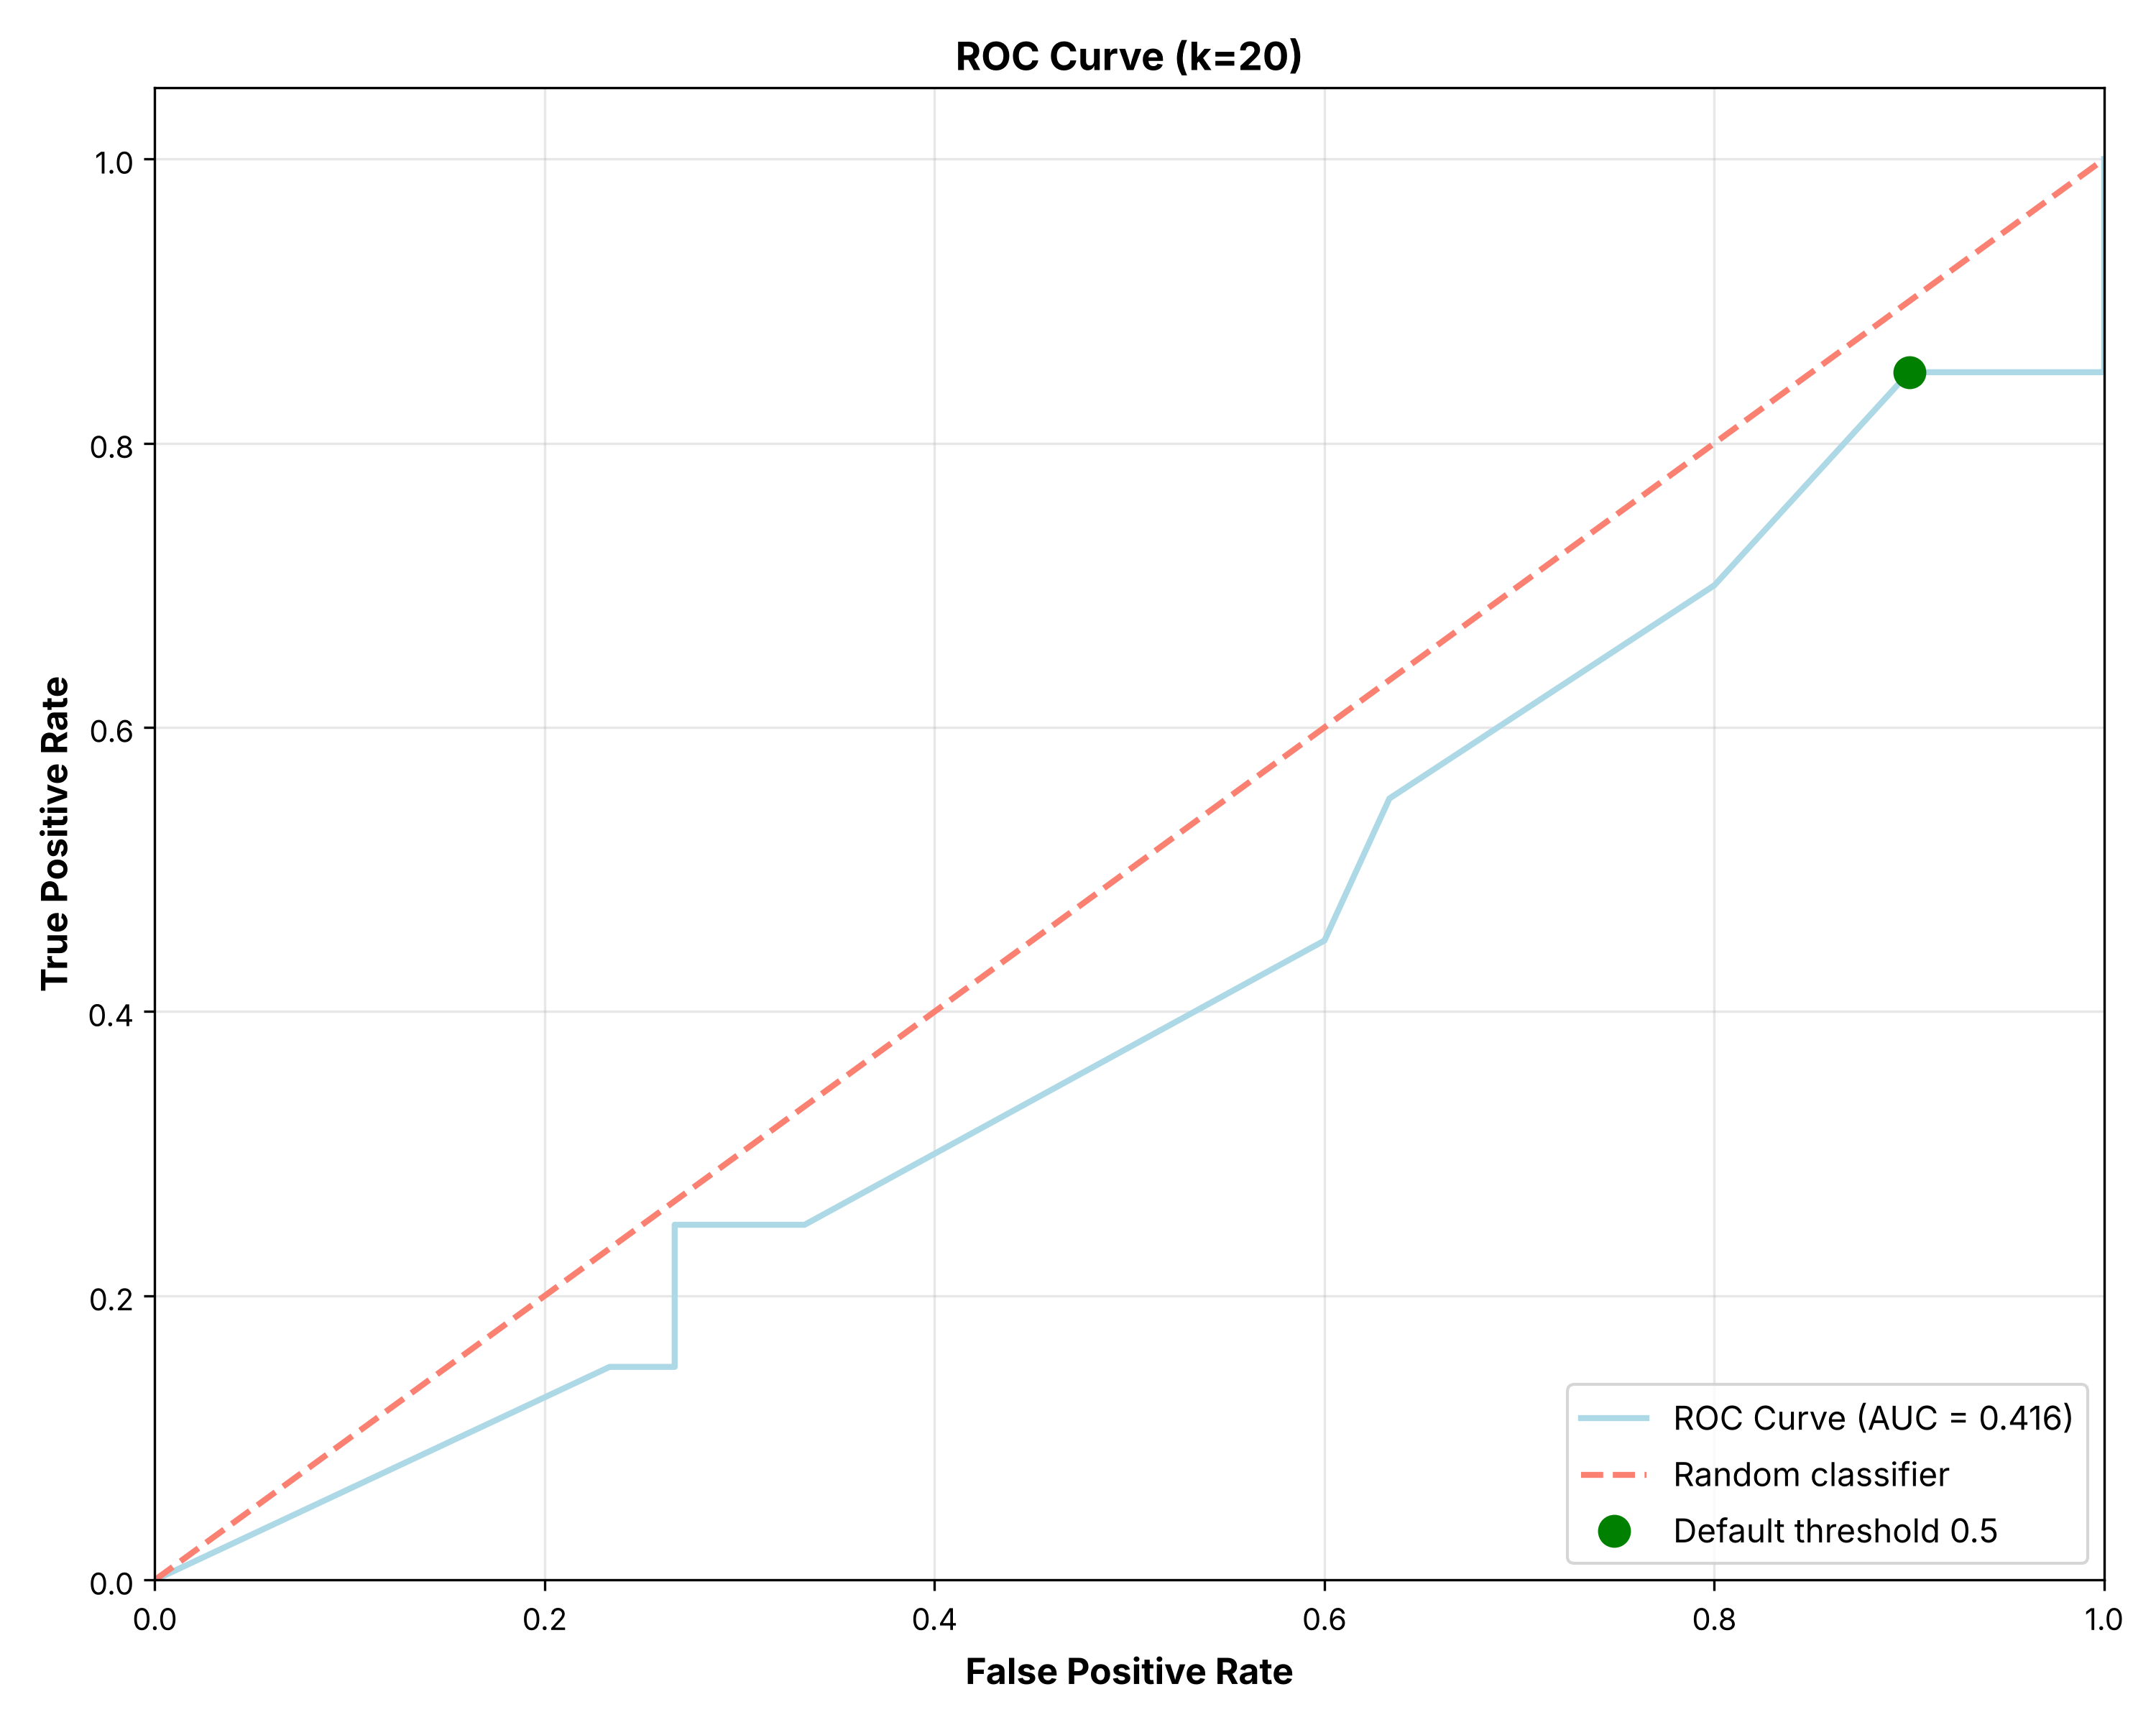 ROC Curve (k=20)
True Positive Rate
1.0
0.8
0.6
0.4
0.2
0.0
0.0 0.2 0.4 0.6 0.8 1.0
False Positive Rate
ROC Curve (AUC = 0.416)
Random classifier
Default threshold 0.5